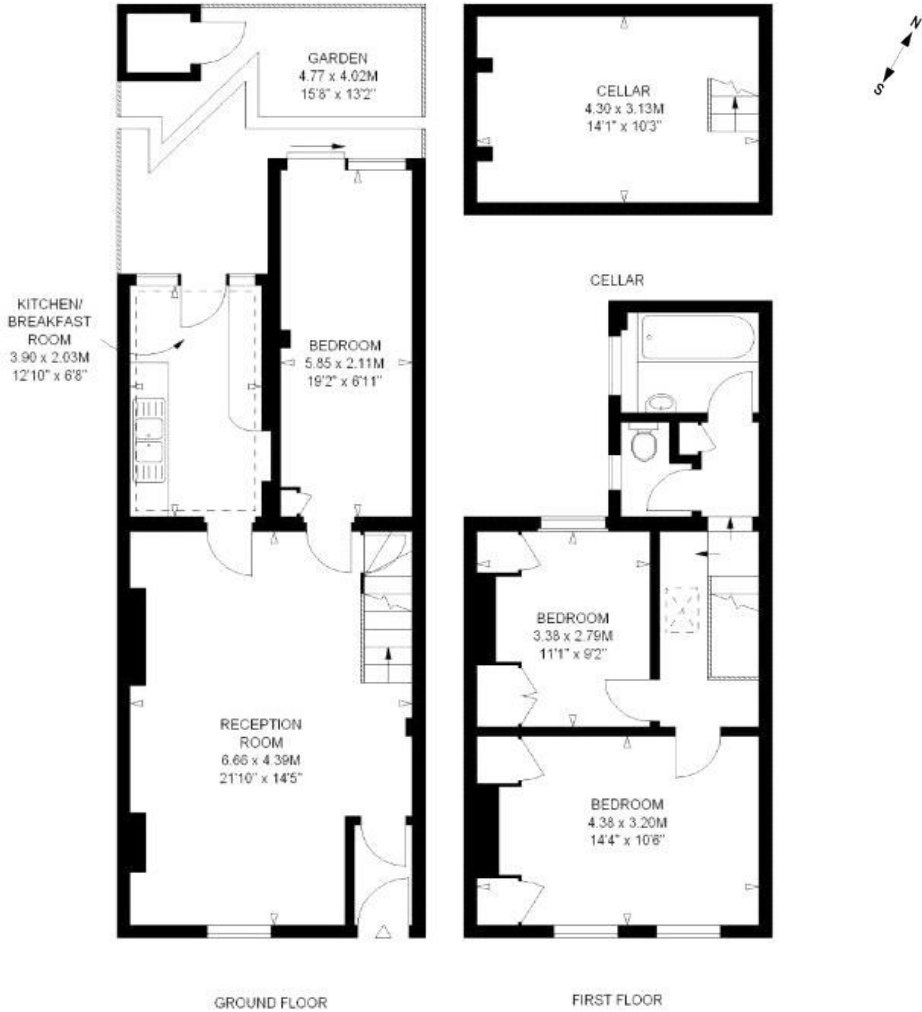 GARDEN
4.77 x 4.02M
15'8" x 13'2"
CELLAR
4.30 x 3.13M
14'1" x 10'3"
N
S
CELLAR
KITCHEN/
BREAKFAST
ROOM
3.90 x 2.03M
12'10" x 6'8"
BEDROOM
5.85 x 2.11M
19'2" x 6'11"
RECEPTION
ROOM
6.66 x 4.39M
21'10" x 14'5"
BEDROOM
3.38 x 2.79M
11'1" x 9'2"
BEDROOM
4.38 x 3.20M
14'4" x 10'6"
GROUND FLOOR
FIRST FLOOR